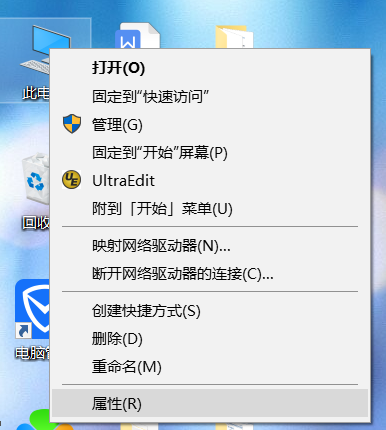 打开(O)
固定到“快速访问”
管理(G)
固定到“开始”屏幕(P)
UltraEdit
附到「开始」菜单(U)
映射网络驱动器(N)...
断开网络驱动器的连接(C)...
创建快捷方式(S)
删除(D)
重命名(M)
属性(R)
此电
回收
电脑管
W
UE